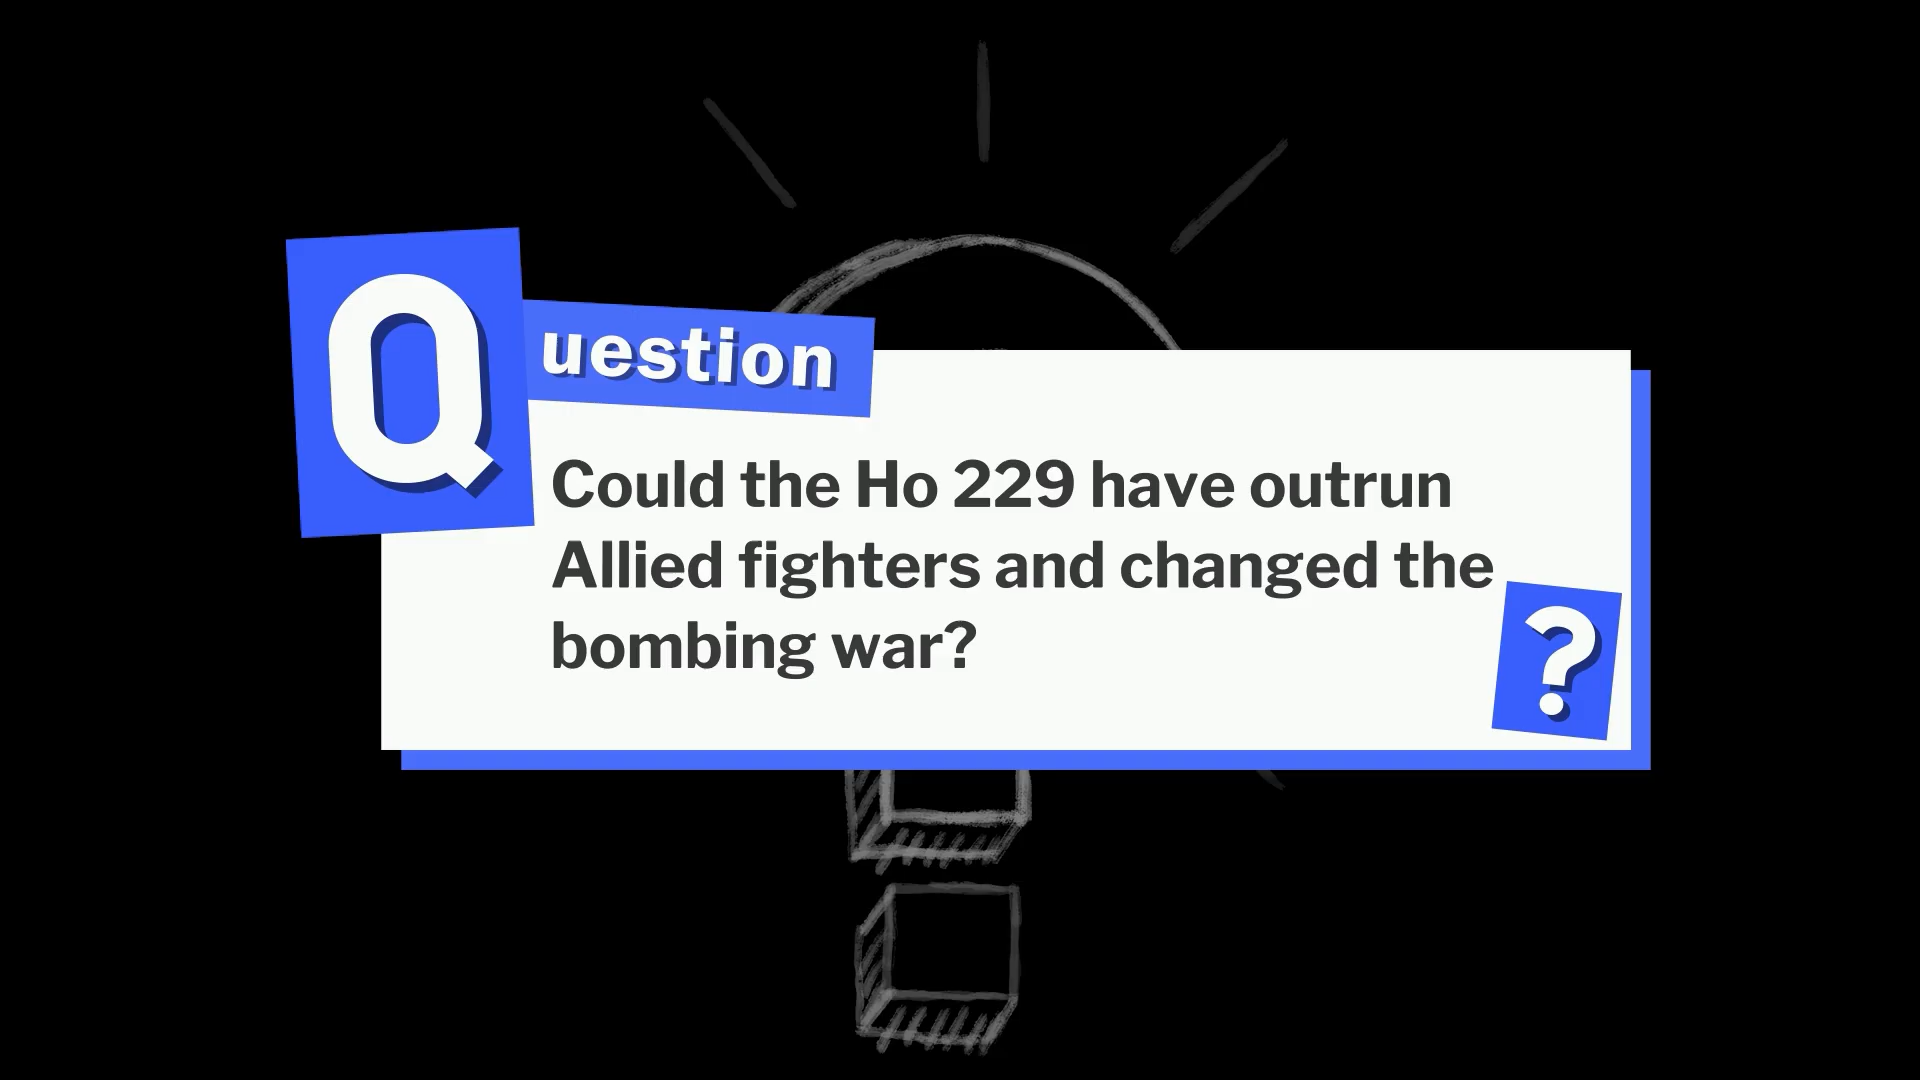 Question
Could the Ho 229 have outrun
Allied fighters and changed the
bombing war?
?